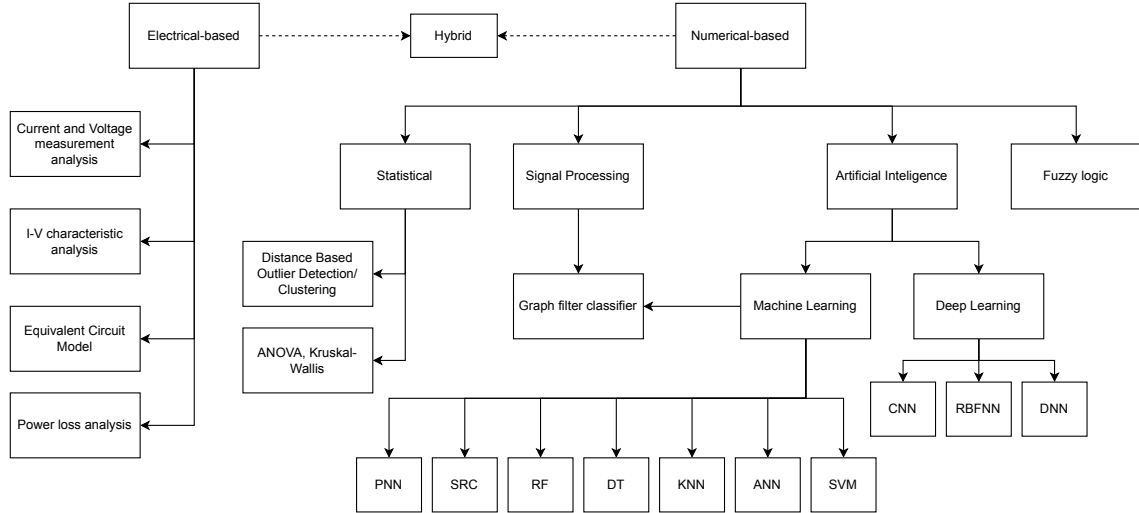 Electrical-based
Hybrid
Numerical-based
Current and Voltage
measurement
analysis
I-V characteristic
analysis
Equivalent Circuit
Model
Power loss analysis
Statistical
Signal Processing
Artificial Inteligence
Fuzzy logic
Distance Based
Outlier Detection/
Clustering
ANOVA, Kruskal-
Wallis
Graph filter classifier
Machine Learning
Deep Learning
CNN
RBFNN
DNN
PNN
SRC
RF
DT
KNN
ANN
SVM